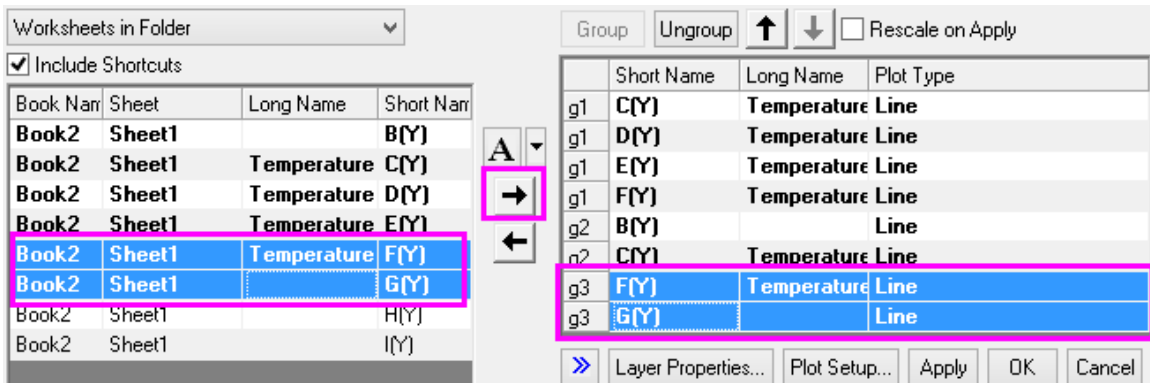 Worksheets in Folder
Include Shortcuts
Book Nam Sheet Long Name Short Nam
Book2 Sheet1 B(Y)
Book2 Sheet1 Temperature C(Y)
Book2 Sheet1 Temperature D(Y)
Book2 Sheet1 Temperature E(Y)
Book2 Sheet1 Temperature F(Y)
Book2 Sheet1 G(Y)
Book2 Sheet1 H(Y)
Book2 Sheet1 I(Y)
A
Group Ungroup Rescale on Apply
Short Name Long Name Plot Type
g1 C(Y) Temperature Line
g1 D(Y) Temperature Line
g1 E(Y) Temperature Line
g1 F(Y) Temperature Line
g2 B(Y) Line
g2 C(Y) Temperature Line
g3 F(Y) Temperature Line
g3 G(Y) Line
Layer Properties... Plot Setup... Apply OK Cancel